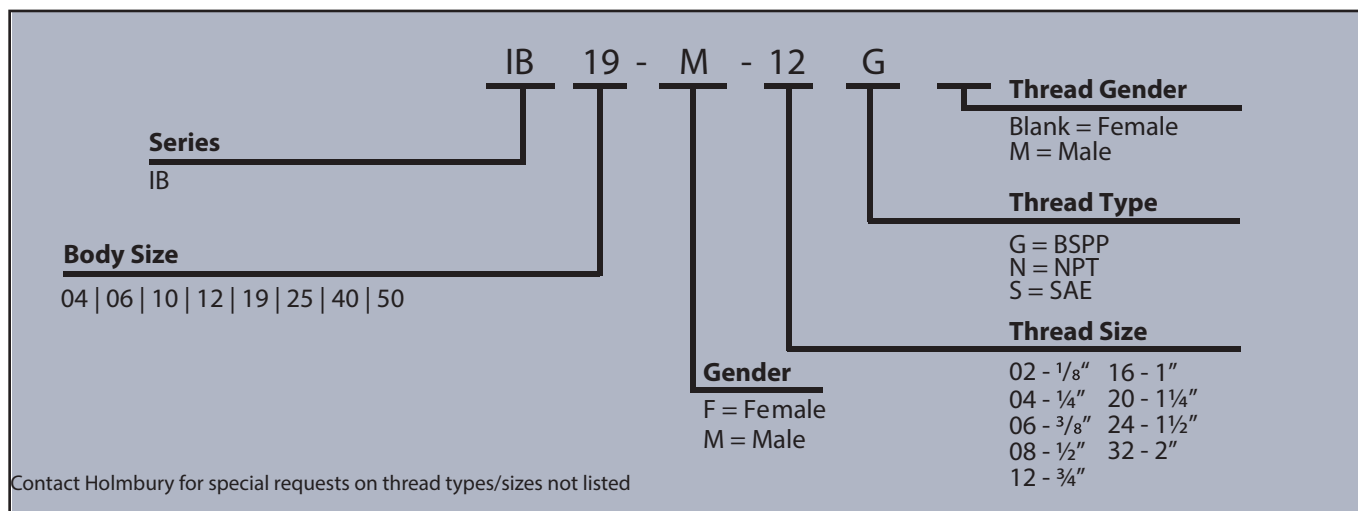 IB 19 - M - 12 G
Thread Gender
Blank = Female
M = Male
Series
IB
Thread Type
G = BSPP
N = NPT
S = SAE
Body Size
04 | 06 | 10 | 12 | 19 | 25 | 40 | 50
Thread Size
02 - ⅛“ 16 - 1”
04 - ¼” 20 - 1¼”
06 - ⅜” 24 - 1½”
08 - ½” 32 - 2”
12 - ¾”
Gender
F = Female
M = Male
Contact Holmbury for special requests on thread types/sizes not listed